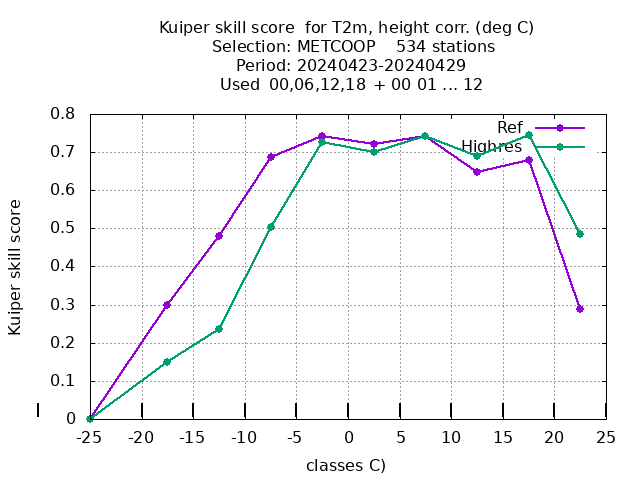 Kuiper skill score  for T2m, height corr. (deg C)
Selection: METCOOP    534 stations
Period: 20240423-20240429
Used  00,06,12,18  + 00 01 ... 12
Ref
Highres
Kuiper skill score
0.8
0.7
0.6
0.5
0.4
0.3
0.2
0.1
0
-25 -20 -15 -10 -5 0 5 10 15 20 25
classes C)